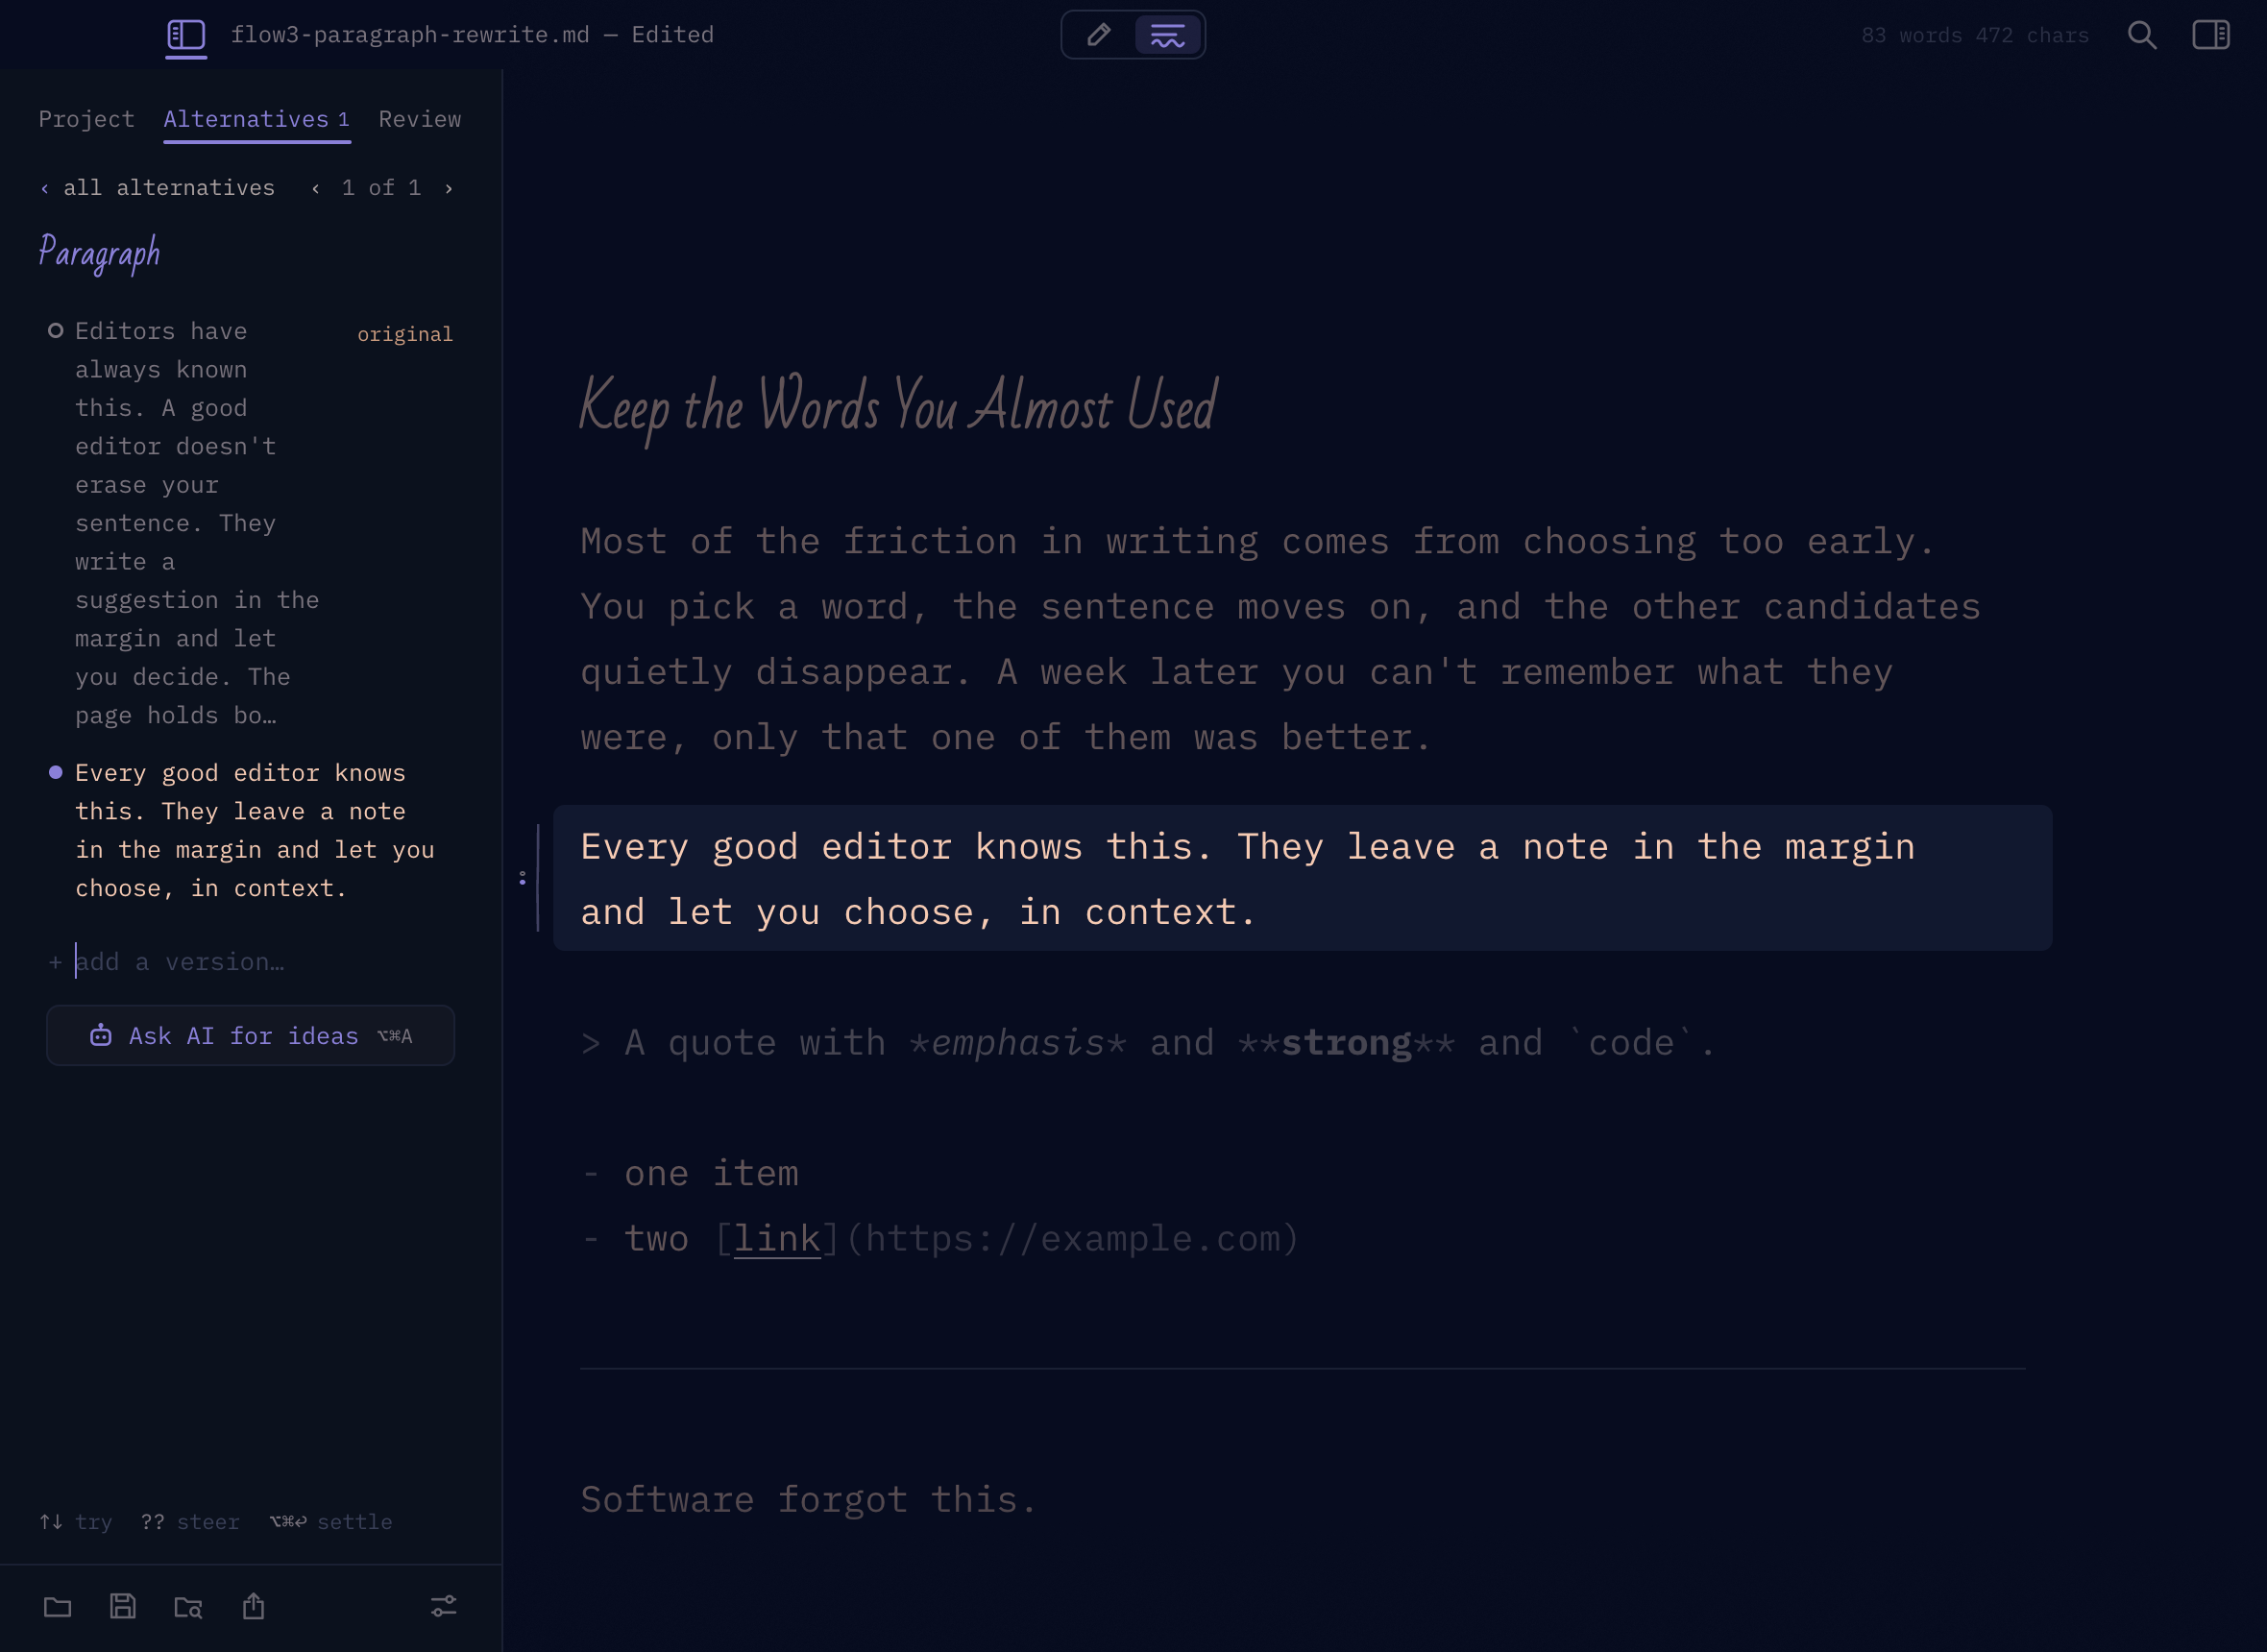 flow3-paragraph-rewrite.md — Edited
83 words 472 chars
Project Alternatives 1 Review
‹ all alternatives ‹ 1 of 1 ›
Paragraph
Editors have
original
always known
this. A good
editor doesn't
erase your
sentence. They
write a
suggestion in the
margin and let
you decide. The
page holds bo…
Every good editor knows
this. They leave a note
in the margin and let you
choose, in context.
+ add a version…
Ask AI for ideas ⌥⌘A
↑↓ try ?? steer ⌥⌘↩ settle
Keep the Words You Almost Used
Most of the friction in writing comes from choosing too early.
You pick a word, the sentence moves on, and the other candidates
quietly disappear. A week later you can't remember what they
were, only that one of them was better.
Every good editor knows this. They leave a note in the margin
and let you choose, in context.
> A quote with *emphasis* and **strong** and `code`.
- one item
- two [link](https://example.com)
Software forgot this.